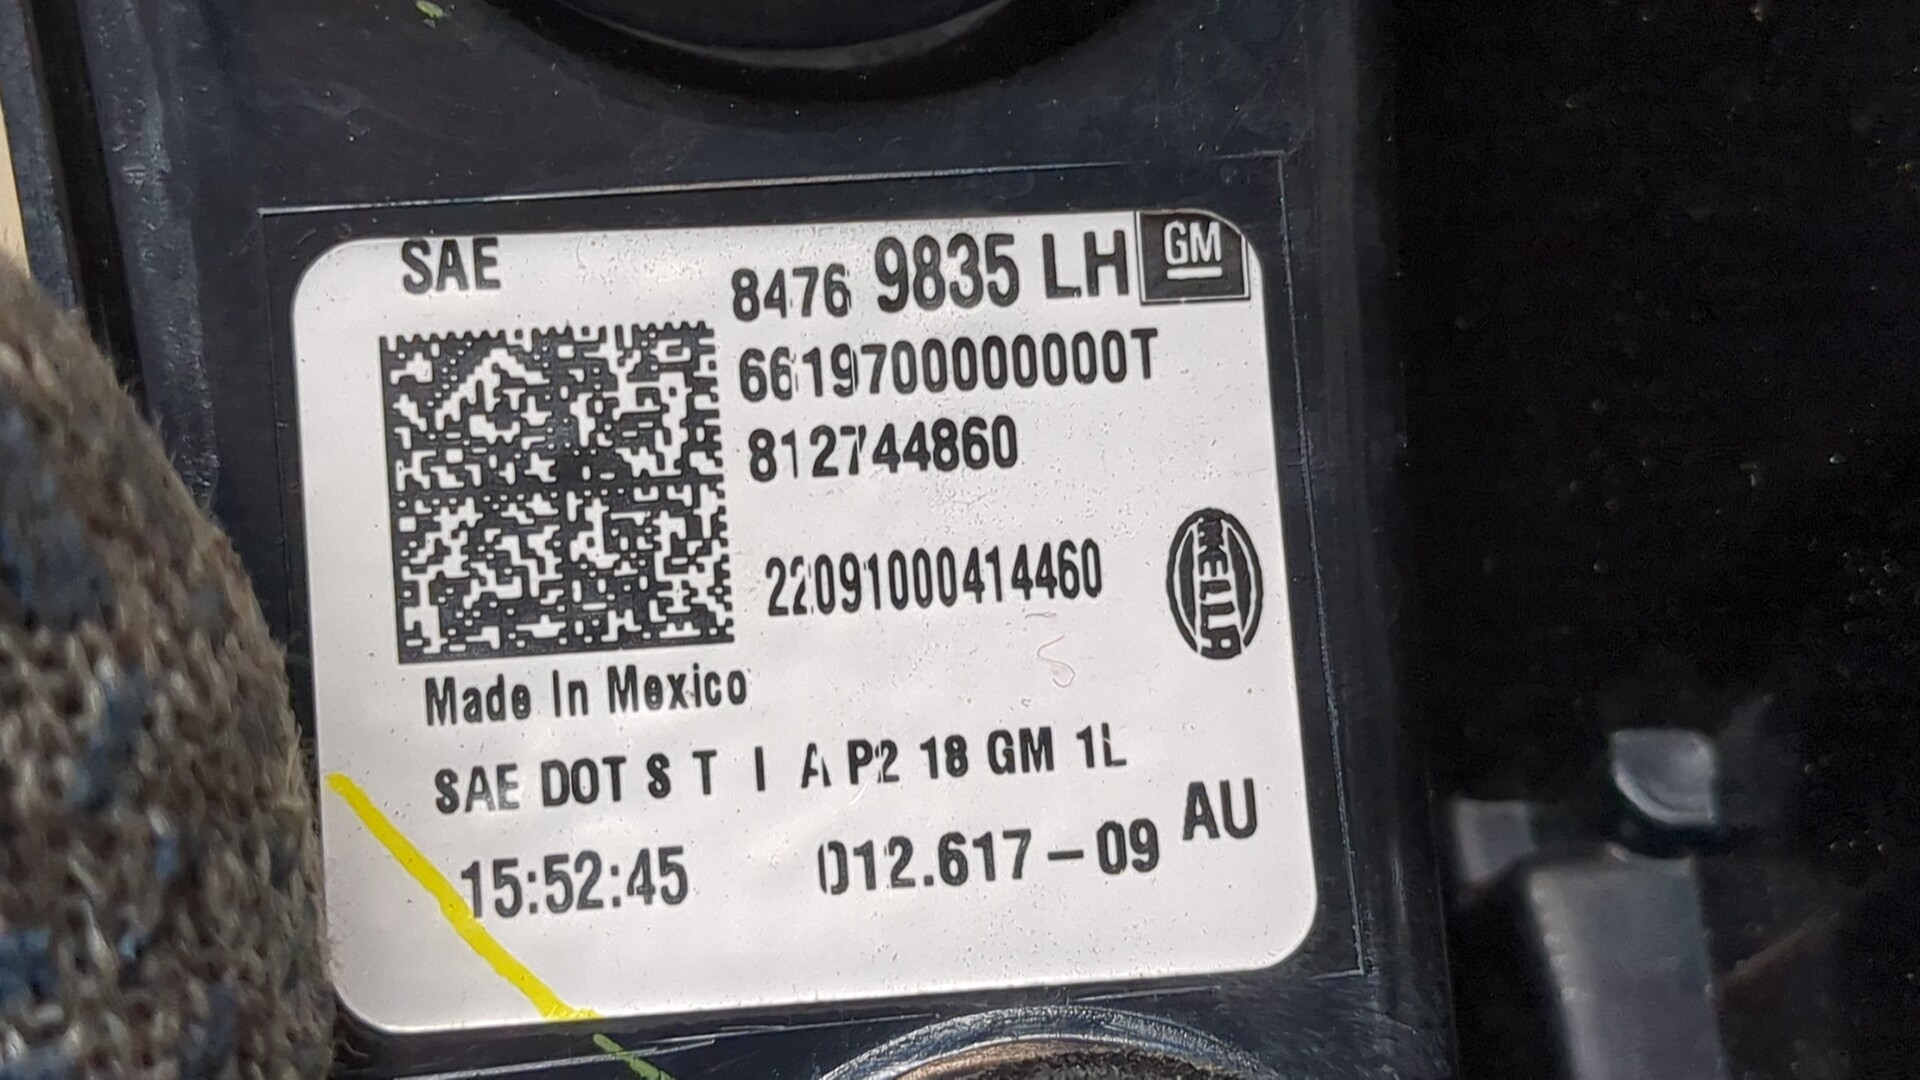 SAE
8476 9835 LH GM
6619700000000T
812744860
22091000414460
HELLA
Made In Mexico
SAE DOT S T I A P2 18 GM 1L
15:52:45 012.617-09 AU